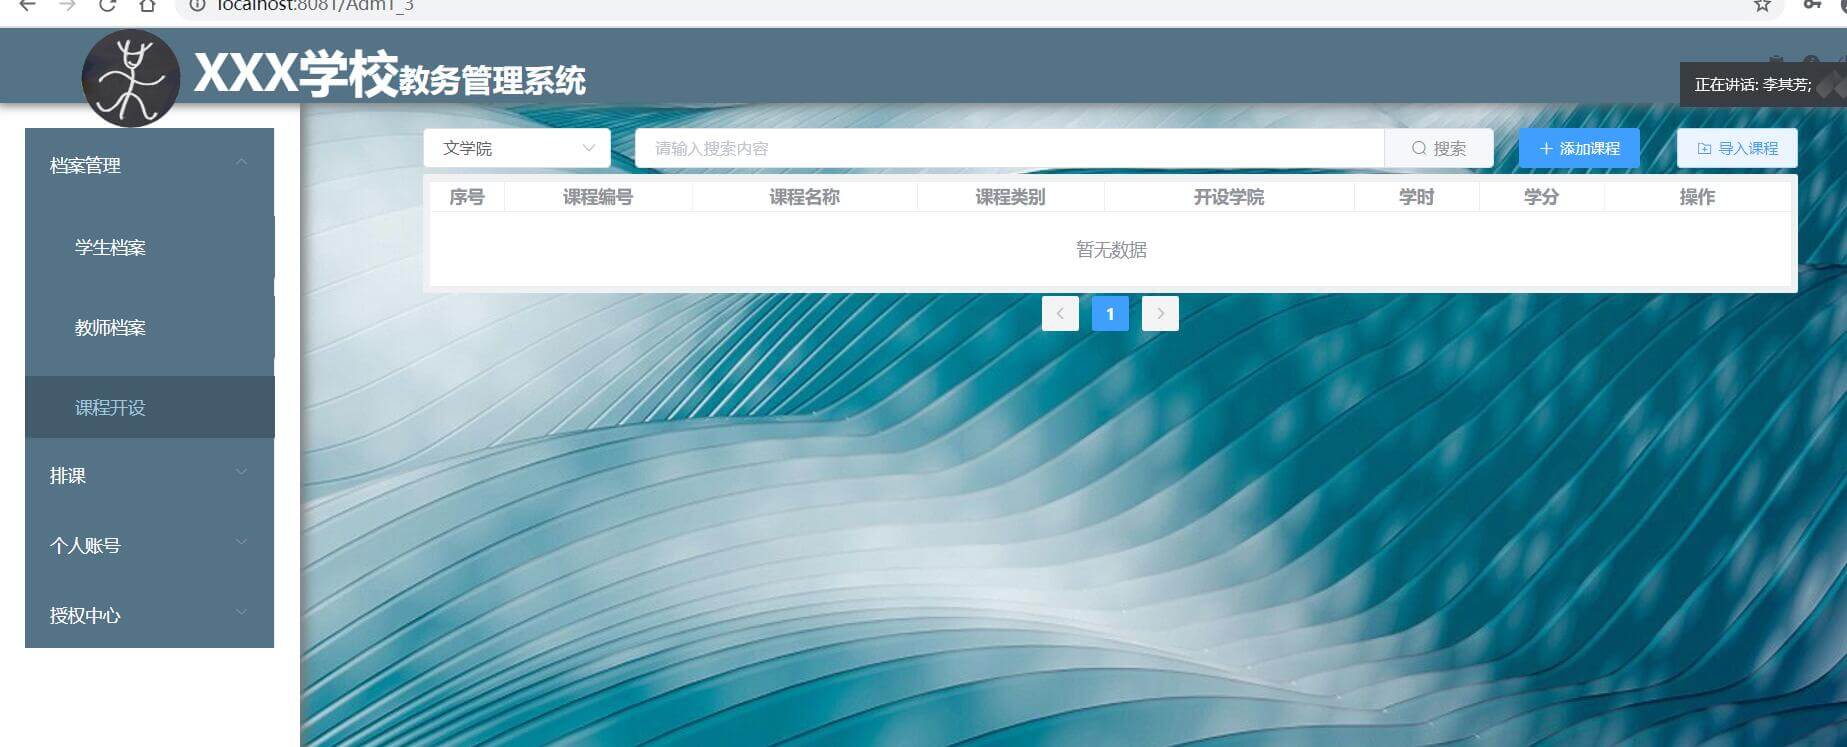 localhost:8081/Adm1_3
XXX学校教务管理系统
正在讲话: 李其芳;
档案管理
学生档案
教师档案
课程开设
排课
个人账号
授权中心
文学院
请输入搜索内容
搜索
添加课程
导入课程
序号 课程编号 课程名称 课程类别 开设学院 学时 学分 操作
暂无数据
1